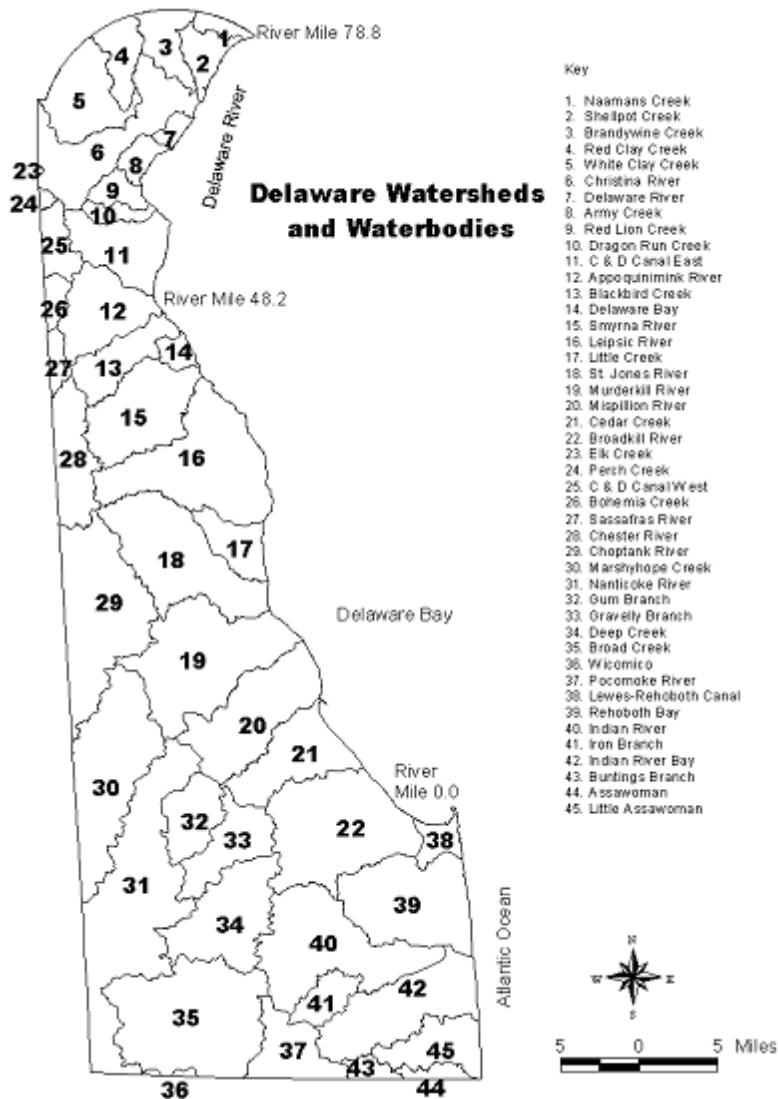 River Mile 78.8
Delaware River
Delaware Watersheds
and Waterbodies
River Mile 48.2
Delaware Bay
River
Mile 0.0
Atlantic Ocean
1
2
3
4
5
6
7
8
9
10
11
12
13
14
15
16
17
18
19
20
21
22
23
24
25
26
27
28
29
30
31
32
33
34
35
36
37
38
39
40
41
42
43
44
45
Key
1. Naamans Creek
2. Shellpot Creek
3. Brandywine Creek
4. Red Clay Creek
5. White Clay Creek
6. Christina River
7. Delaware River
8. Army Creek
9. Red Lion Creek
10. Dragon Run Creek
11. C & D Canal East
12. Appoquinimink River
13. Blackbird Creek
14. Delaware Bay
15. Smyrna River
16. Leipsic River
17. Little Creek
18. St. Jones River
19. Murderkill River
20. Mispillion River
21. Cedar Creek
22. Broadkill River
23. Elk Creek
24. Perch Creek
25. C & D Canal West
26. Bohemia Creek
27. Sassafras River
28. Chester River
29. Choptank River
30. Marshyhope Creek
31. Nanticoke River
32. Gum Branch
33. Gravelly Branch
34. Deep Creek
35. Broad Creek
36. Wicomico
37. Pocomoke River
38. Lewes-Rehoboth Canal
39. Rehoboth Bay
40. Indian River
41. Iron Branch
42. Indian River Bay
43. Buntings Branch
44. Assawoman
45. Little Assawoman
N
W E
S
5 0 5 Miles